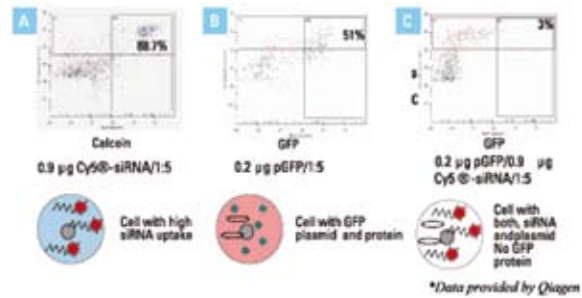 A
B
C
88.7%
51%
3%
Calcein
0.9 µg Cy5®-siRNA/1:5
GFP
0.2 µg pGFP/1:5
GFP
0.2 µg pGFP/0.9 µg
Cy5 ®-siRNA/1:5
Cell with high
siRNA uptake
Cell with GFP
plasmid and protein
Cell with
both, siRNA
andplasmid
No GFP
protein
*Data provided by Qiagen